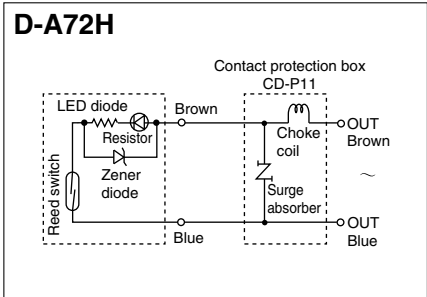 D-A72H
Contact protection box
CD-P11
LED diode
Resistor
Zener
diode
Reed switch
Brown
Blue
Choke
coil
Surge
absorber
OUT
Brown
~
OUT
Blue